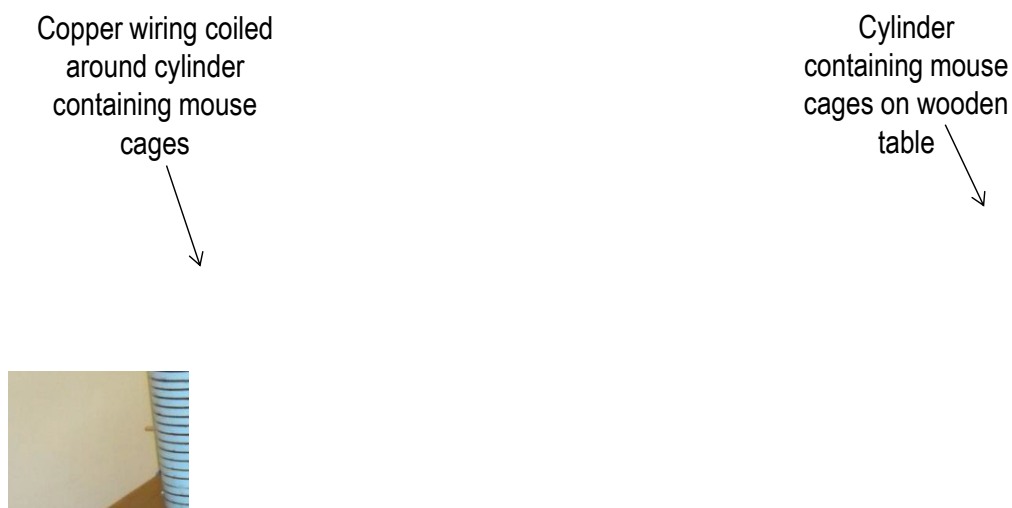 Copper wiring coiled
around cylinder
containing mouse
cages
Cylinder
containing mouse
cages on wooden
table